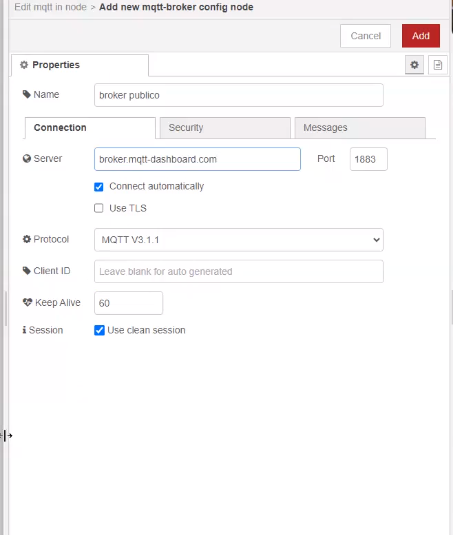 Edit mqtt in node > Add new mqtt-broker config node
Cancel Add
Properties
Name broker publico
Connection Security Messages
Server broker.mqtt-dashboard.com Port 1883
Connect automatically
Use TLS
Protocol MQTT V3.1.1
Client ID Leave blank for auto generated
Keep Alive 60
Session Use clean session